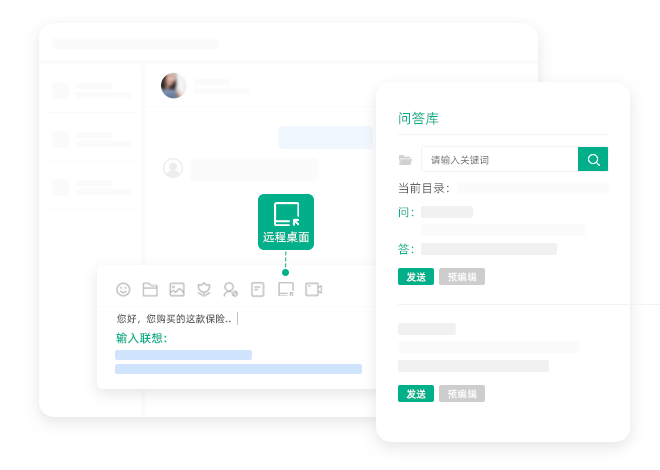 远程桌面
您好，您购买的这款保险..
输入联想：
问答库
请输入关键词
当前目录：
问：
答：
发送 预编辑
发送 预编辑